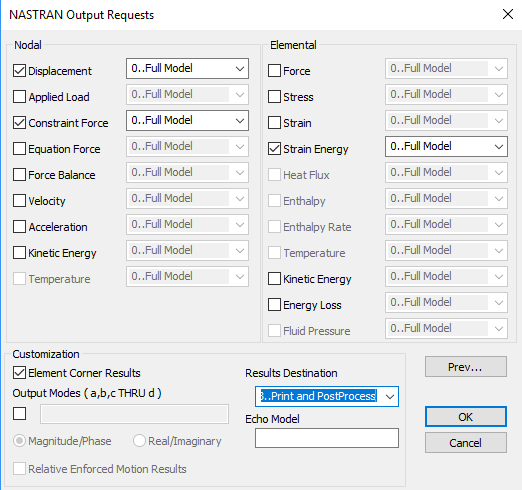 NASTRAN Output Requests
Nodal
Displacement 0..Full Model
Applied Load 0..Full Model
Constraint Force 0..Full Model
Equation Force 0..Full Model
Force Balance 0..Full Model
Velocity 0..Full Model
Acceleration 0..Full Model
Kinetic Energy 0..Full Model
Temperature 0..Full Model
Elemental
Force 0..Full Model
Stress 0..Full Model
Strain 0..Full Model
Strain Energy 0..Full Model
Heat Flux 0..Full Model
Enthalpy 0..Full Model
Enthalpy Rate 0..Full Model
Temperature 0..Full Model
Kinetic Energy 0..Full Model
Energy Loss 0..Full Model
Fluid Pressure 0..Full Model
Customization
Element Corner Results
Output Modes ( a,b,c THRU d )
Magnitude/Phase Real/Imaginary
Relative Enforced Motion Results
Results Destination
3..Print and PostProcess
Echo Model
Prev...
OK
Cancel